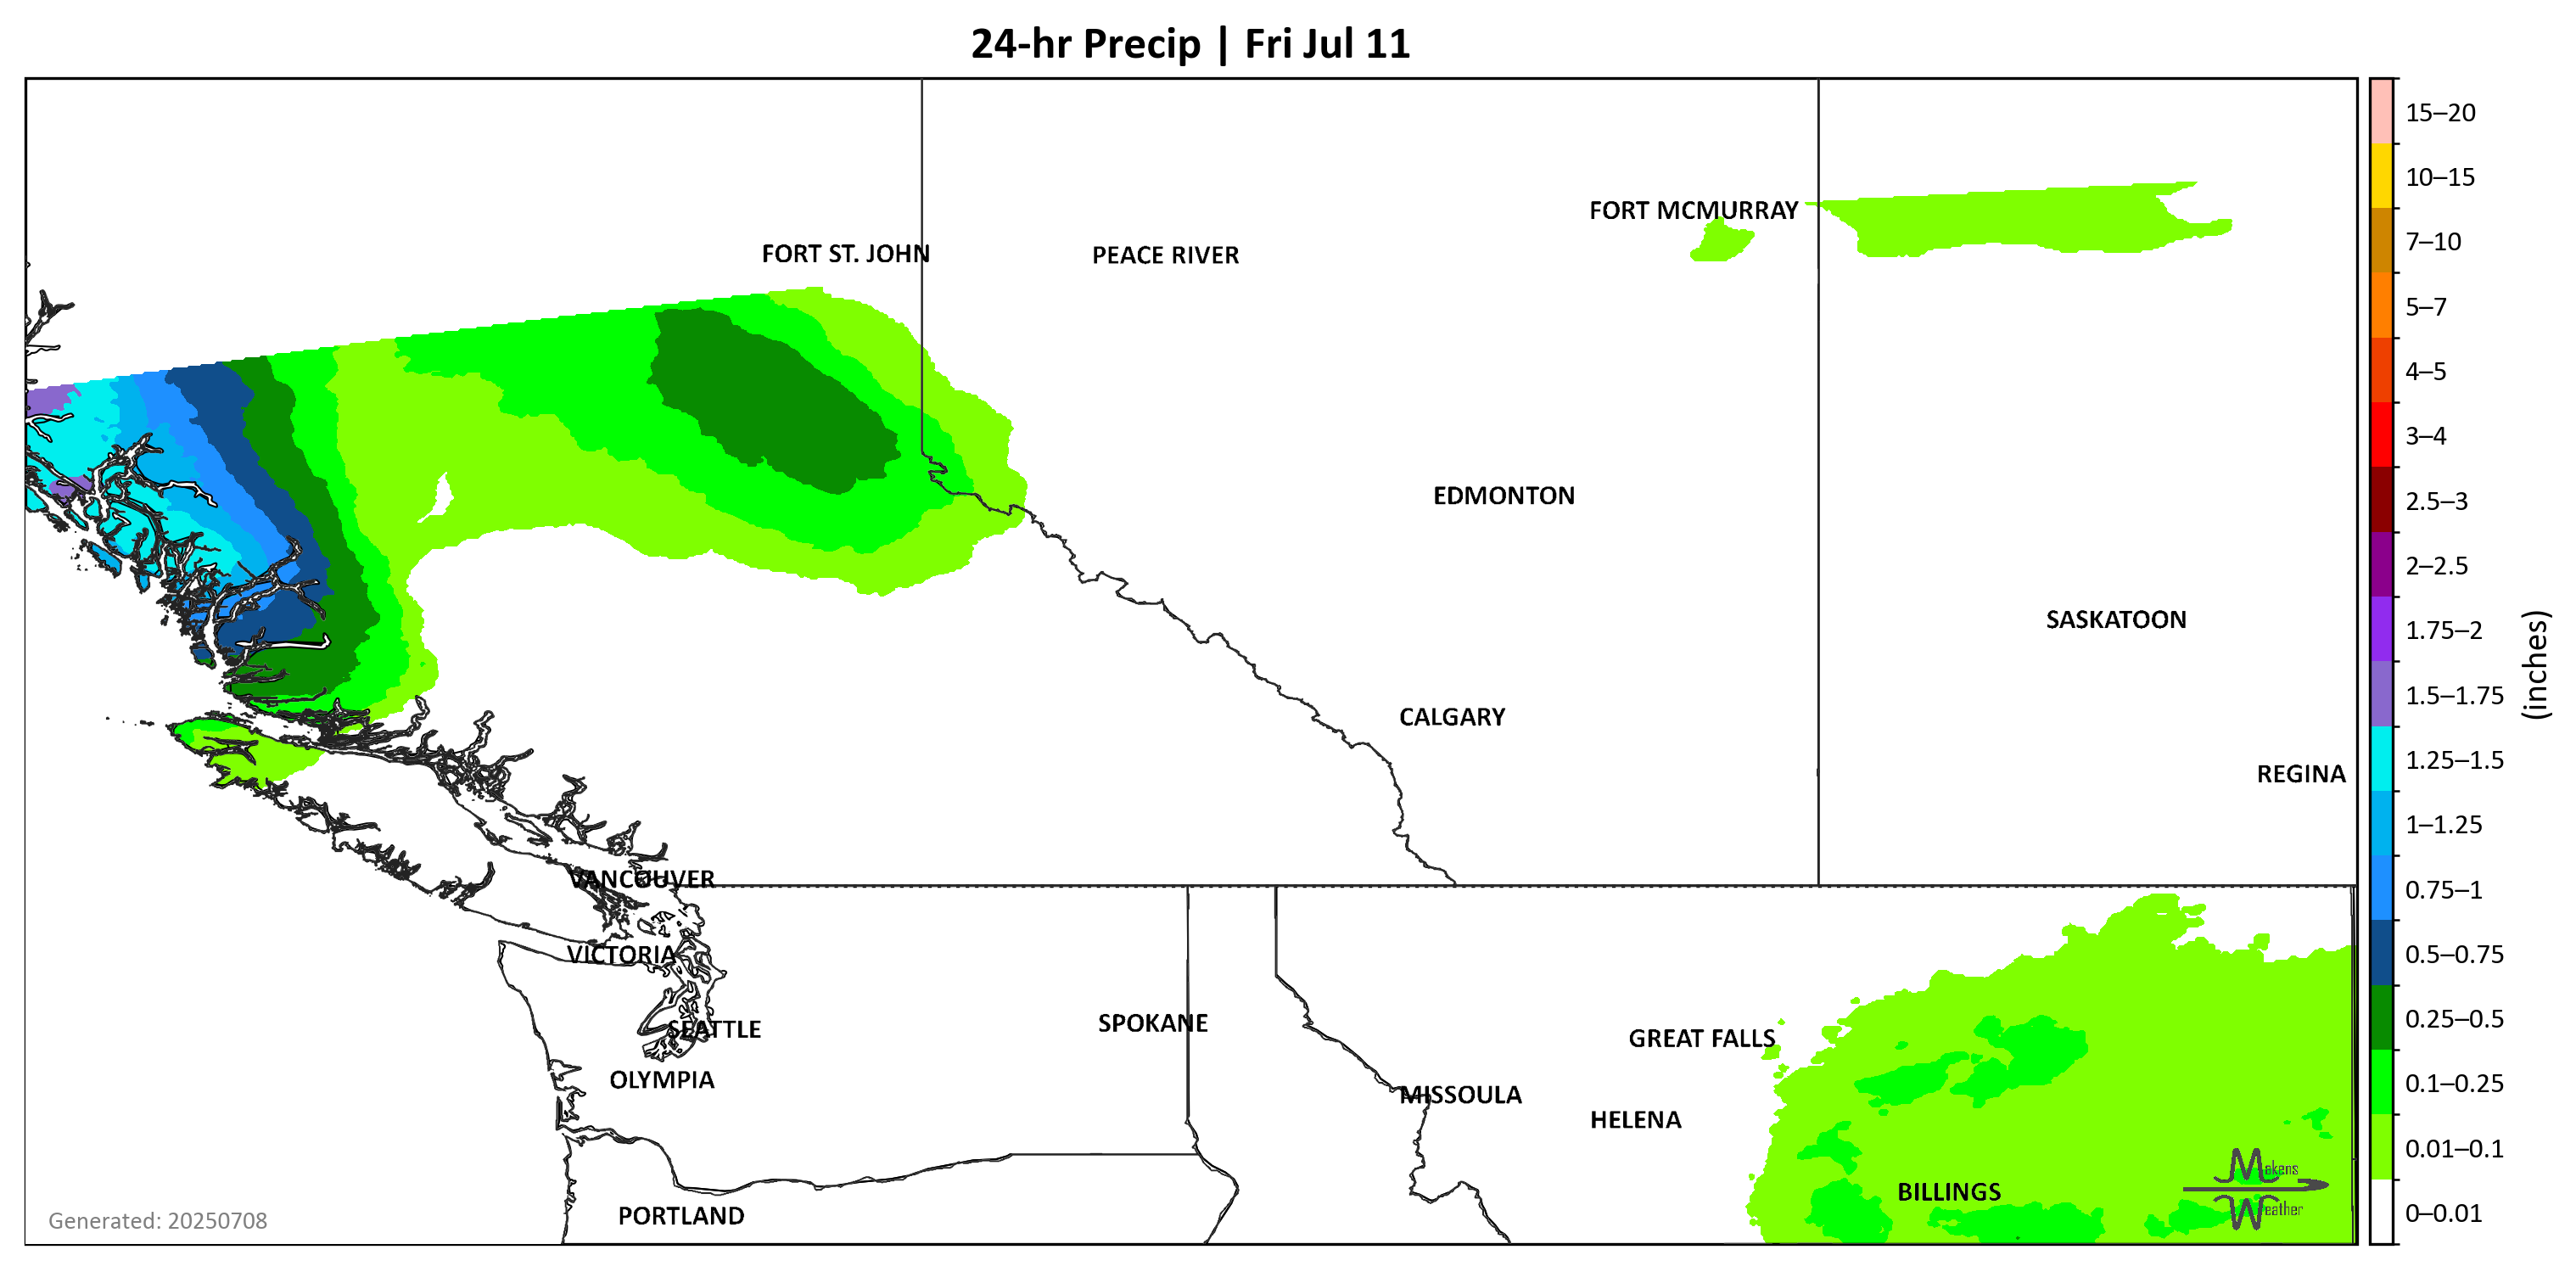 24-hr Precip | Fri Jul 11
15–20
10–15
7–10
5–7
4–5
3–4
2.5–3
2–2.5
1.75–2
1.5–1.75
1.25–1.5
1–1.25
0.75–1
0.5–0.75
0.25–0.5
0.1–0.25
0.01–0.1
0–0.01
(inches)
FORT MCMURRAY
FORT ST. JOHN
PEACE RIVER
EDMONTON
SASKATOON
CALGARY
REGINA
VANCOUVER
VICTORIA
SEATTLE
SPOKANE
GREAT FALLS
OLYMPIA
MISSOULA
HELENA
BILLINGS
PORTLAND
Makens
Weather
Generated: 20250708